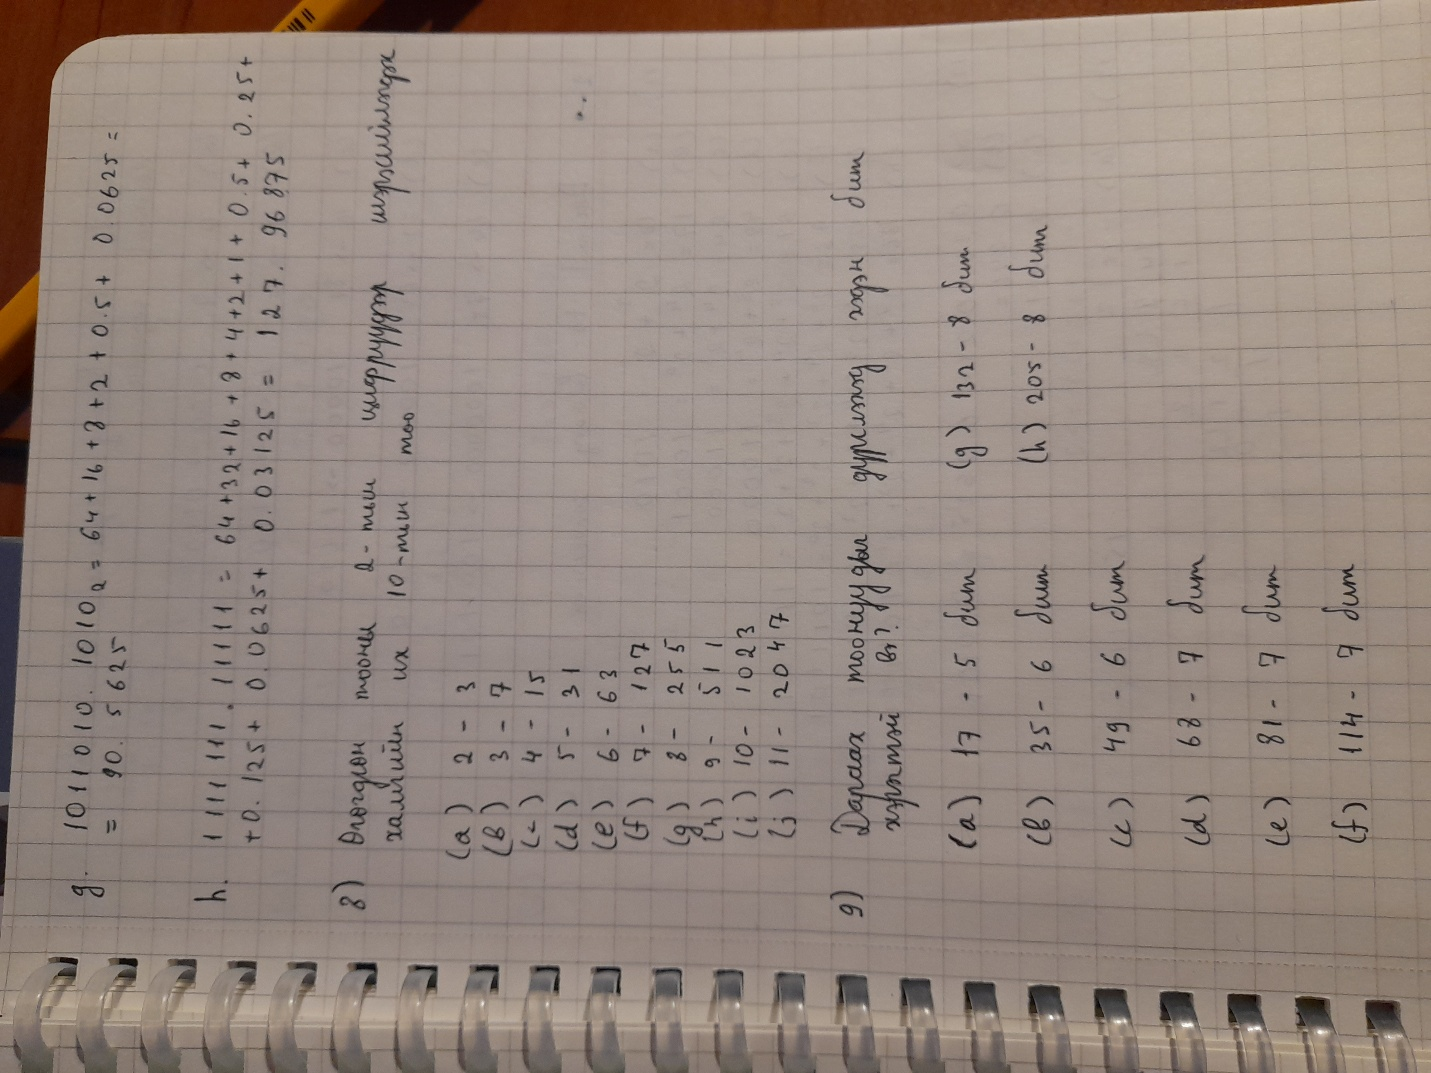 g. 1011010.1010₂ = 64+16+8+2+0.5+0.0625 =
= 90.5625
h. 1111111.11111 = 64+32+16+8+4+2+1+0.5+0.25+
+0.125+0.0625+0.03125 = 127.96875
8) Өгөгдсөн тооны 2-тын цифрүүдээр илэрхийлэгдэх
хамгийн их 10-тын тоо
(a) 2 - 3
(b) 3 - 7
(c) 4 - 15
(d) 5 - 31
(e) 6 - 63
(f) 7 - 127
(g) 8 - 255
(h) 9 - 511
(i) 10 - 1023
(j) 11 - 2047
9) Дараах тоонуудыг дүрслэхэд хэдэн бит
хэрэгтэй вэ?
(a) 17 - 5 бит (g) 132 - 8 бит
(b) 35 - 6 бит (h) 205 - 8 бит
(c) 49 - 6 бит
(d) 68 - 7 бит
(e) 81 - 7 бит
(f) 114 - 7 бит